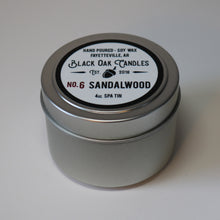 HAND POURED - SOY WAX
FAYETTEVILLE, AR
BLACK OAK CANDLES
EST 2016
NO. 6 SANDALWOOD
4oz SPA TIN